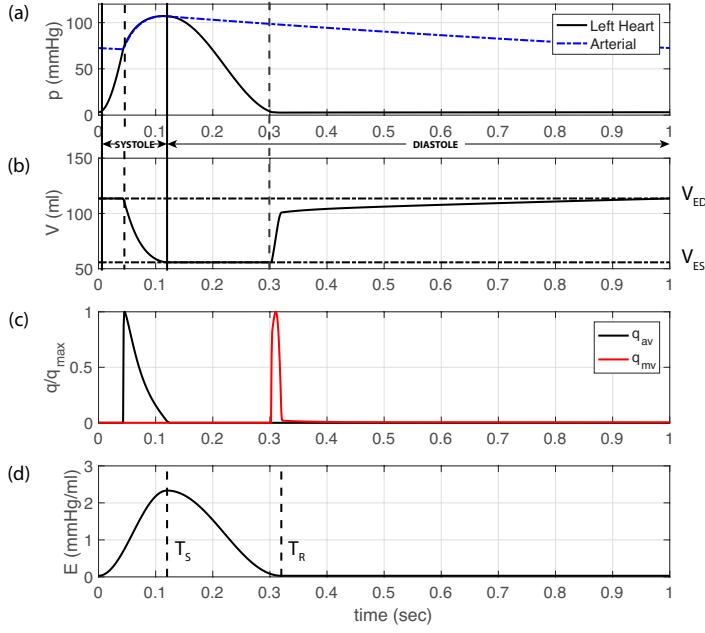 (a)
p (mmHg)
100
50
0
Left Heart
Arterial
0 0.1 0.2 0.3 0.4 0.5 0.6 0.7 0.8 0.9 1
SYSTOLE DIASTOLE
(b)
V (ml)
150
100
50
V_ED
V_ES
0 0.1 0.2 0.3 0.4 0.5 0.6 0.7 0.8 0.9 1
(c)
q/q_max
1
0.5
0
q_av
q_mv
0 0.1 0.2 0.3 0.4 0.5 0.6 0.7 0.8 0.9 1
(d)
E (mmHg/ml)
3
2
1
0
T_S T_R
0 0.1 0.2 0.3 0.4 0.5 0.6 0.7 0.8 0.9 1
time (sec)